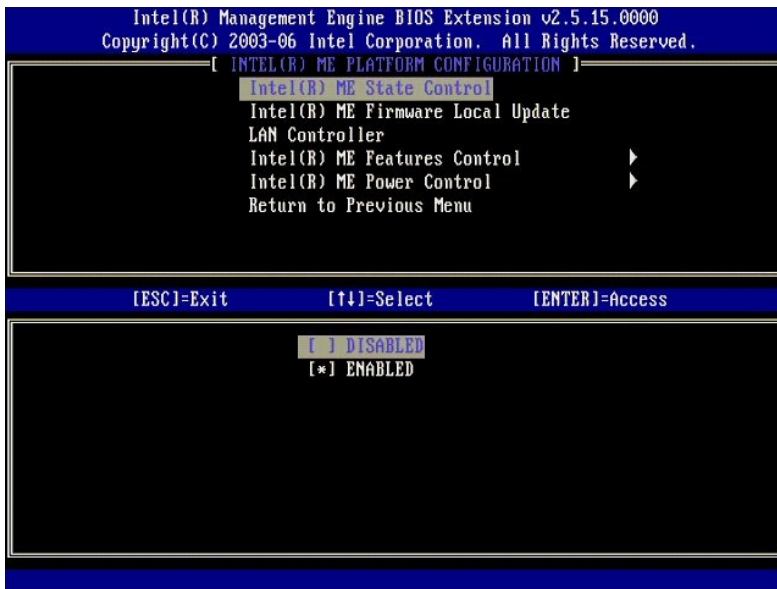 Intel(R) Management Engine BIOS Extension v2.5.15.0000
Copyright(C) 2003-06 Intel Corporation. All Rights Reserved.
[ INTEL(R) ME PLATFORM CONFIGURATION ]
Intel(R) ME State Control
Intel(R) ME Firmware Local Update
LAN Controller
Intel(R) ME Features Control
Intel(R) ME Power Control
Return to Previous Menu
[ESC]=Exit [↑↓]=Select [ENTER]=Access
[ ] DISABLED
[*] ENABLED